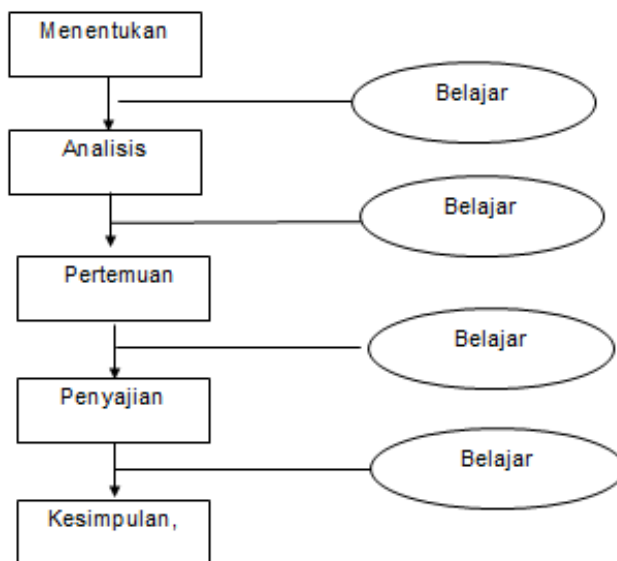 Menentukan
Belajar
Analisis
Belajar
Pertemuan
Belajar
Penyajian
Belajar
Kesimpulan,